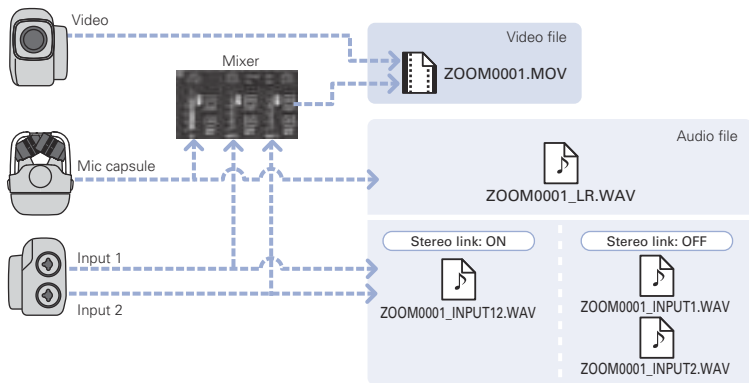 Video
Mixer
Video file
ZOOM0001.MOV
Mic capsule
Audio file
ZOOM0001_LR.WAV
Input 1
Input 2
Stereo link: ON
ZOOM0001_INPUT12.WAV
Stereo link: OFF
ZOOM0001_INPUT1.WAV
ZOOM0001_INPUT2.WAV